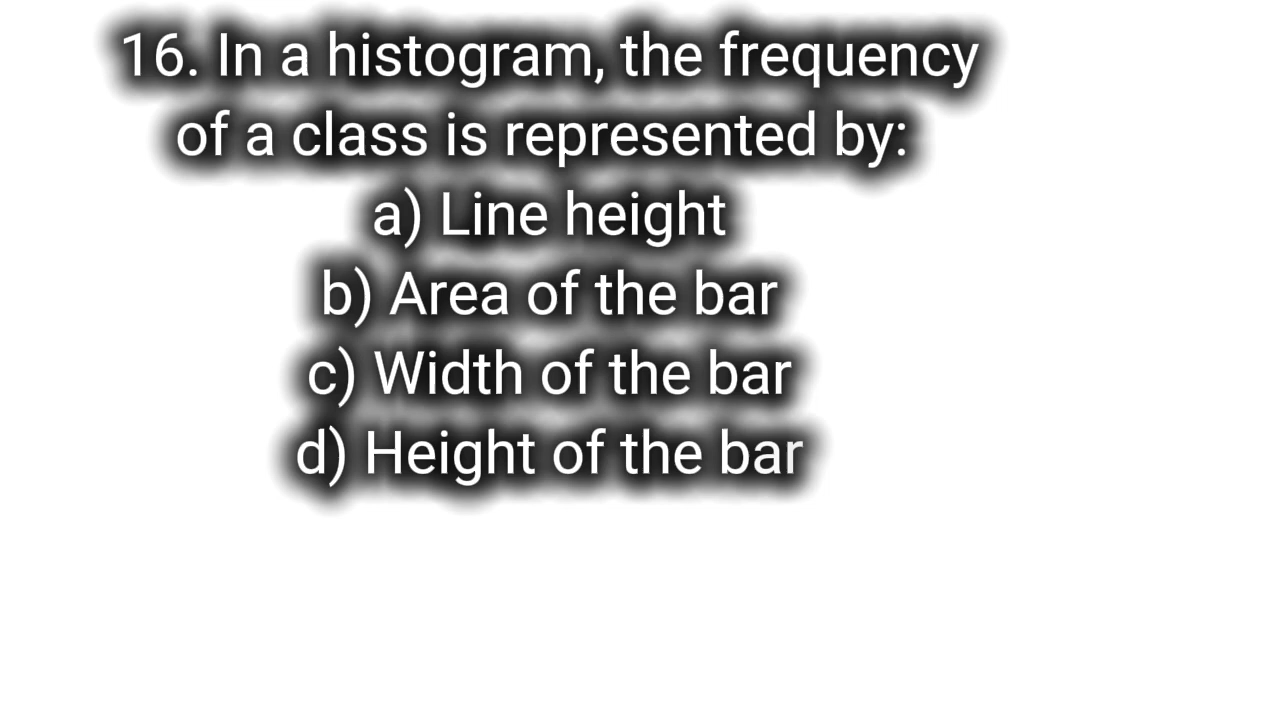 16. In a histogram, the frequency
of a class is represented by:
a) Line height
b) Area of the bar
c) Width of the bar
d) Height of the bar